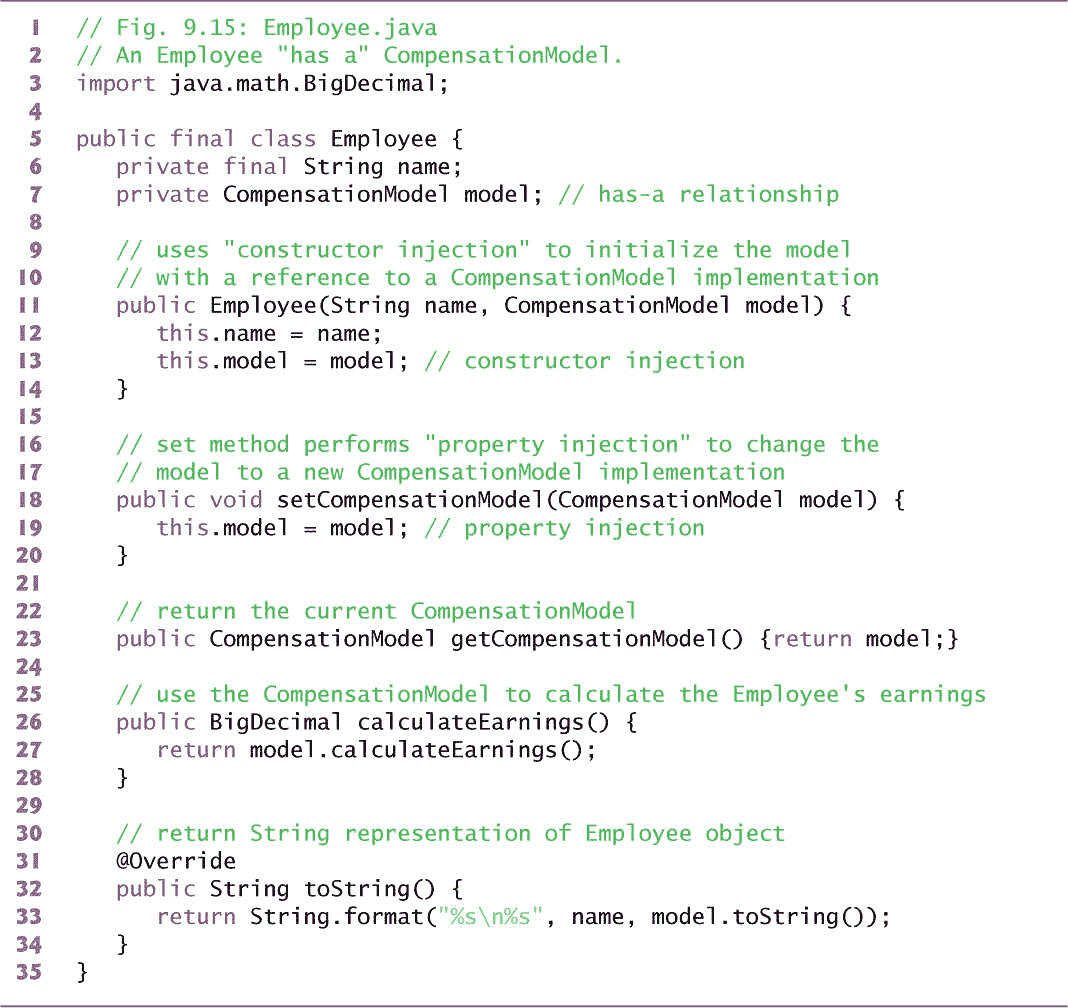 1 // Fig. 9.15: Employee.java
2 // An Employee "has a" CompensationModel.
3 import java.math.BigDecimal;
4
5 public final class Employee {
6 private final String name;
7 private CompensationModel model; // has-a relationship
8
9 // uses "constructor injection" to initialize the model
10 // with a reference to a CompensationModel implementation
11 public Employee(String name, CompensationModel model) {
12 this.name = name;
13 this.model = model; // constructor injection
14 }
15
16 // set method performs "property injection" to change the
17 // model to a new CompensationModel implementation
18 public void setCompensationModel(CompensationModel model) {
19 this.model = model; // property injection
20 }
21
22 // return the current CompensationModel
23 public CompensationModel getCompensationModel() {return model;}
24
25 // use the CompensationModel to calculate the Employee's earnings
26 public BigDecimal calculateEarnings() {
27 return model.calculateEarnings();
28 }
29
30 // return String representation of Employee object
31 @Override
32 public String toString() {
33 return String.format("%s\n%s", name, model.toString());
34 }
35 }